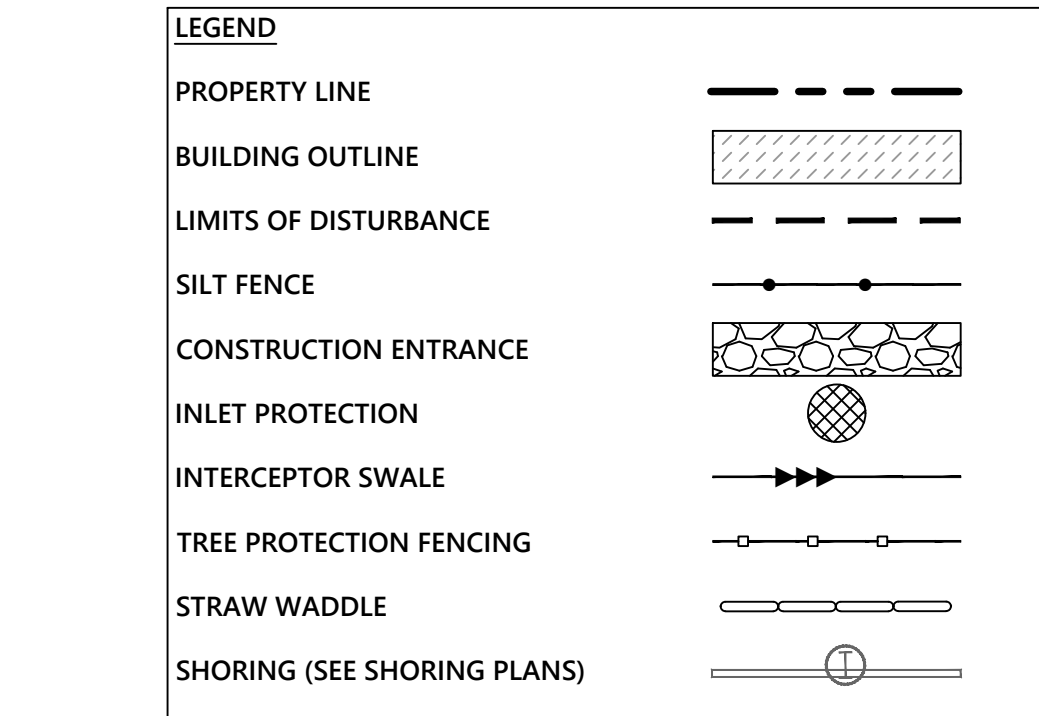 LEGEND
PROPERTY LINE
BUILDING OUTLINE
LIMITS OF DISTURBANCE
SILT FENCE
CONSTRUCTION ENTRANCE
INLET PROTECTION
INTERCEPTOR SWALE
TREE PROTECTION FENCING
STRAW WADDLE
SHORING (SEE SHORING PLANS)